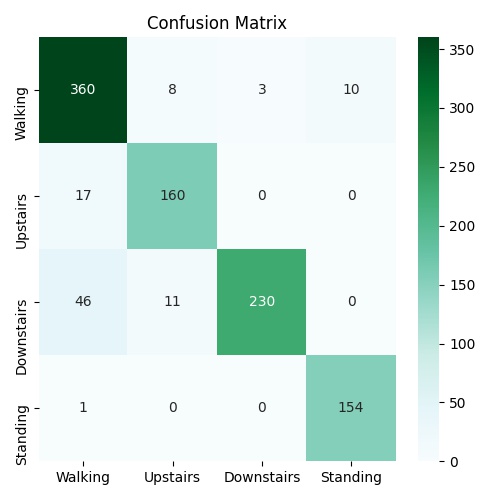 Confusion Matrix
Walking 360 8 3 10
Upstairs 17 160 0 0
Downstairs 46 11 230 0
Standing 1 0 0 154
Walking Upstairs Downstairs Standing
350
300
250
200
150
100
50
0